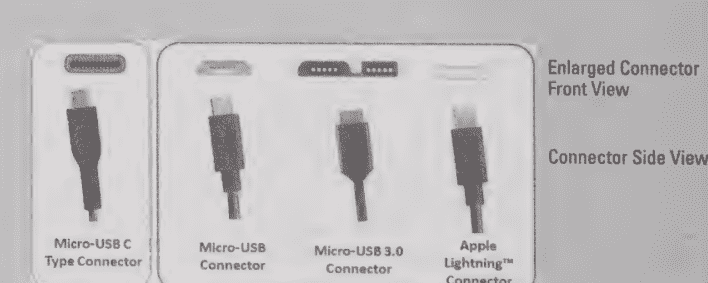 Enlarged Connector
Front View
Connector Side View
Micro-USB C
Type Connector
Micro-USB
Connector
Micro-USB 3.0
Connector
Apple
Lightning™
Connector